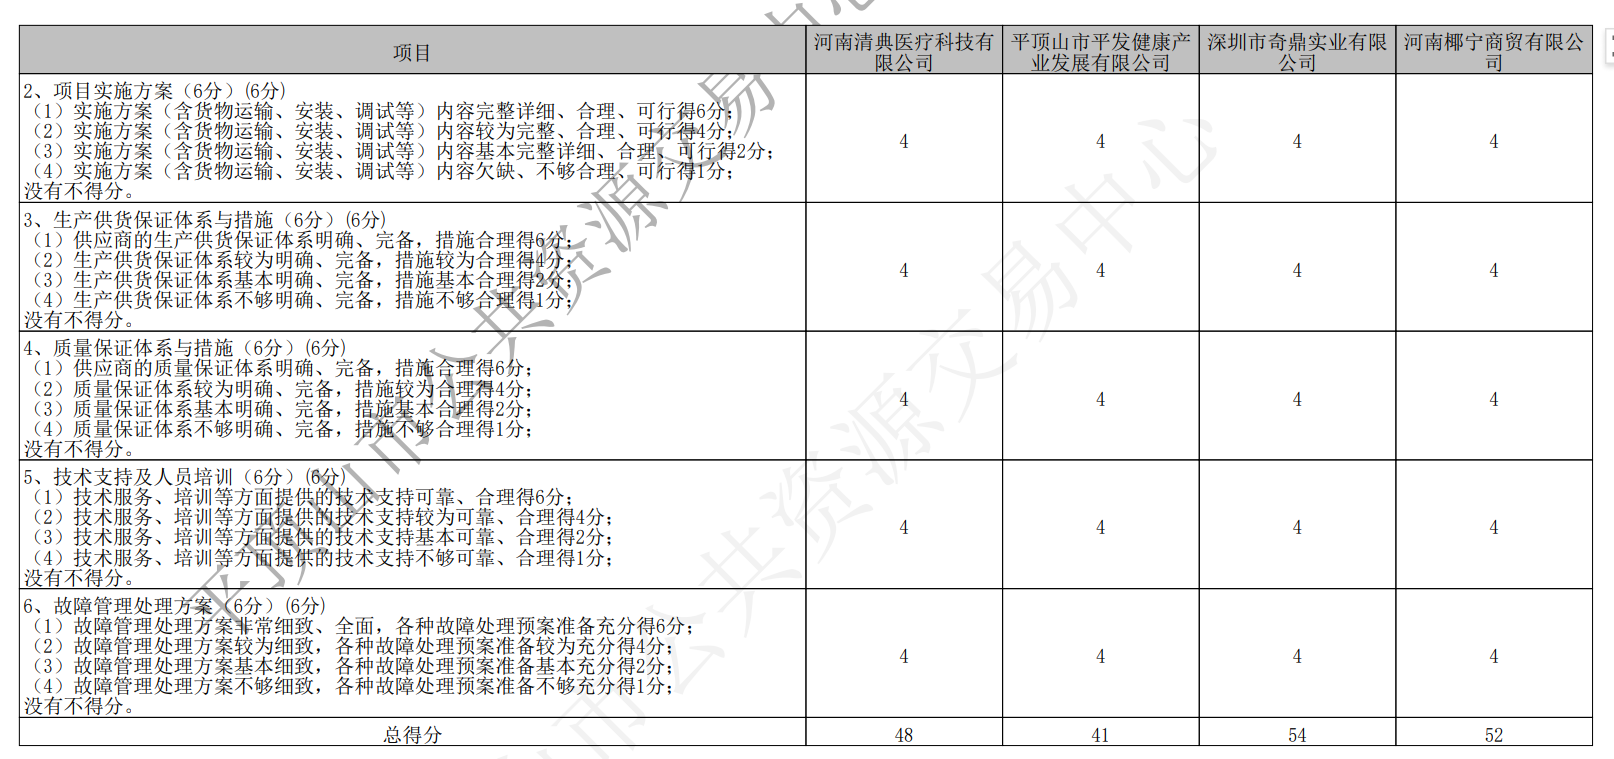 项目
河南清典医疗科技有
限公司
平顶山市平发健康产
业发展有限公司
深圳市奇鼎实业有限
公司
河南椰宁商贸有限公
司
2、项目实施方案（6分）(6分)
（1）实施方案（含货物运输、安装、调试等）内容完整详细、合理、可行得6分；
（2）实施方案（含货物运输、安装、调试等）内容较为完整、合理、可行得4分；
（3）实施方案（含货物运输、安装、调试等）内容基本完整详细、合理、可行得2分；
（4）实施方案（含货物运输、安装、调试等）内容欠缺、不够合理、可行得1分；
没有不得分。
4
4
4
4
3、生产供货保证体系与措施（6分）(6分)
（1）供应商的生产供货保证体系明确、完备，措施合理得6分；
（2）生产供货保证体系较为明确、完备，措施较为合理得4分；
（3）生产供货保证体系基本明确、完备，措施基本合理得2分；
（4）生产供货保证体系不够明确、完备，措施不够合理得1分；
没有不得分。
4
4
4
4
4、质量保证体系与措施（6分）(6分)
（1）供应商的质量保证体系明确、完备，措施合理得6分；
（2）质量保证体系较为明确、完备，措施较为合理得4分；
（3）质量保证体系基本明确、完备，措施基本合理得2分；
（4）质量保证体系不够明确、完备，措施不够合理得1分；
没有不得分。
4
4
4
4
5、技术支持及人员培训（6分）(6分)
（1）技术服务、培训等方面提供的技术支持可靠、合理得6分；
（2）技术服务、培训等方面提供的技术支持较为可靠、合理得4分；
（3）技术服务、培训等方面提供的技术支持基本可靠、合理得2分；
（4）技术服务、培训等方面提供的技术支持不够可靠、合理得1分；
没有不得分。
4
4
4
4
6、故障管理处理方案（6分）(6分)
（1）故障管理处理方案非常细致、全面，各种故障处理预案准备充分得6分；
（2）故障管理处理方案较为细致，各种故障处理预案准备较为充分得4分；
（3）故障管理处理方案基本细致，各种故障处理预案准备基本充分得2分；
（4）故障管理处理方案不够细致，各种故障处理预案准备不够充分得1分；
没有不得分。
4
4
4
4
总得分
48
41
54
52
平顶山市公共资源交易中心
山市公共资源交易中心